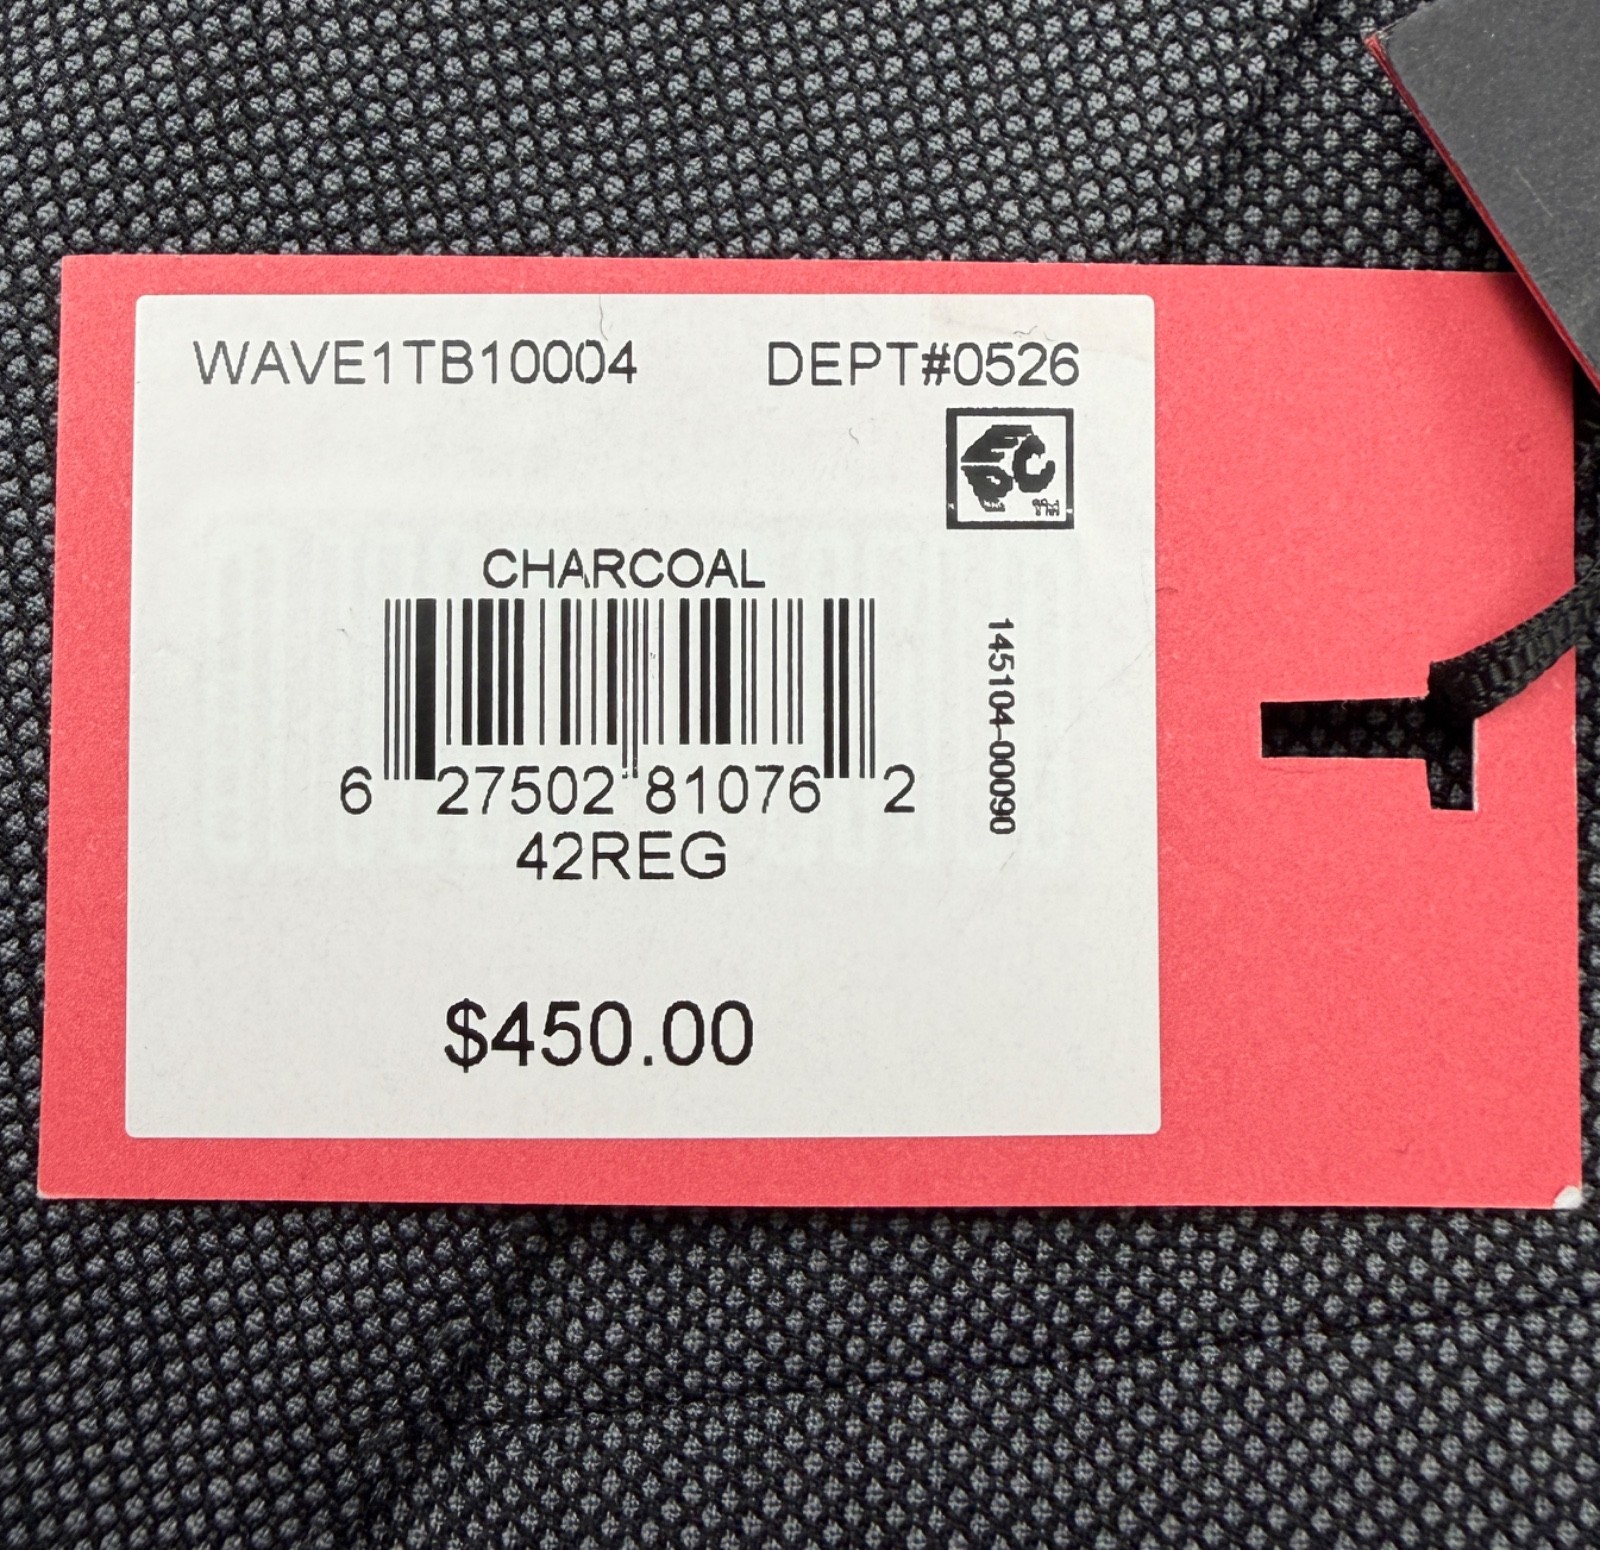 WAVE1TB10004 DEPT#0526
CHARCOAL
6 27502 81076 2
145104-00090
42REG
$450.00